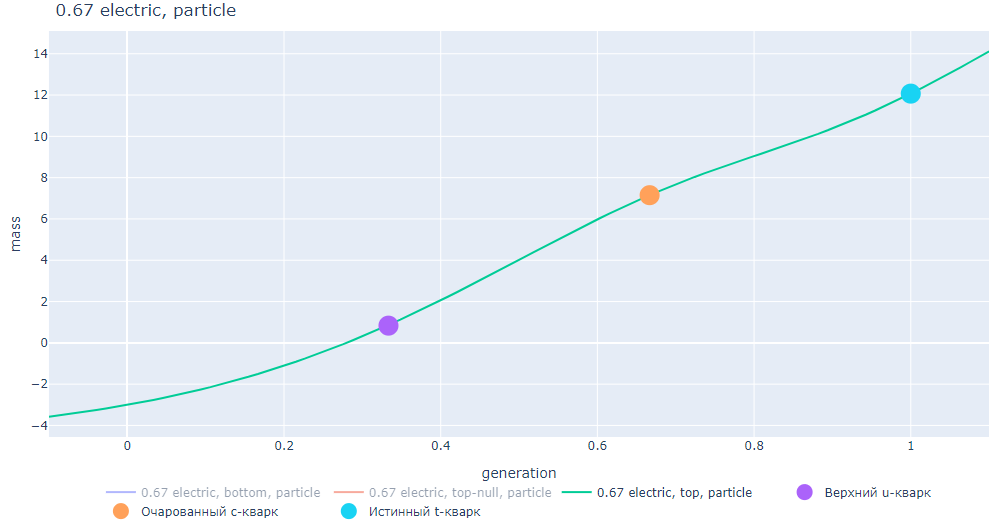 0.67 electric, particle
14
12
10
8
6
4
2
0
−2
−4
mass
0 0.2 0.4 0.6 0.8 1
generation
0.67 electric, bottom, particle 0.67 electric, top-null, particle 0.67 electric, top, particle Верхний u-кварк
Очарованный c-кварк Истинный t-кварк